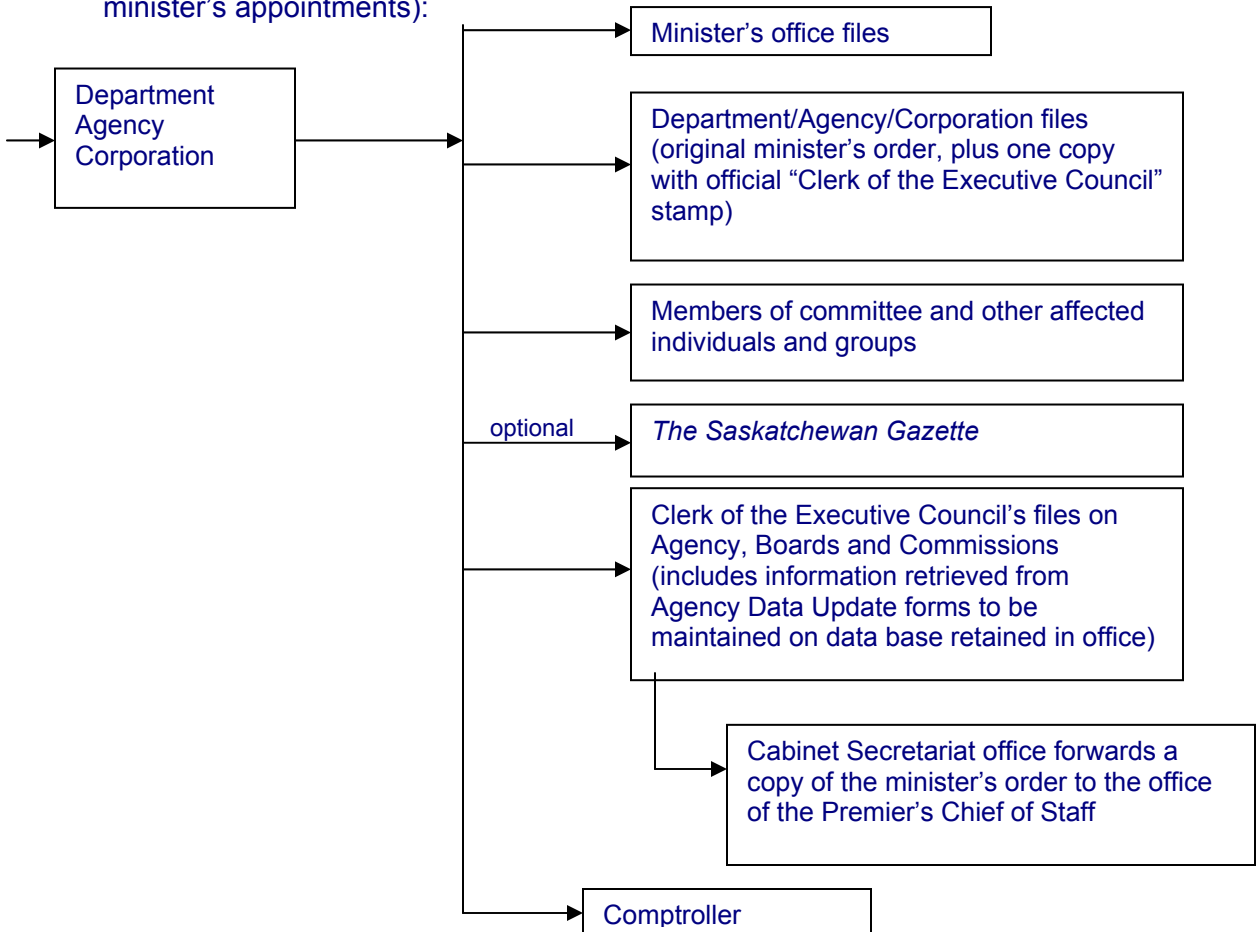 minister’s appointments):
Minister’s office files
Department
Agency
Corporation
Department/Agency/Corporation files
(original minister’s order, plus one copy
with official “Clerk of the Executive Council”
stamp)
Members of committee and other affected
individuals and groups
optional
The Saskatchewan Gazette
Clerk of the Executive Council’s files on
Agency, Boards and Commissions
(includes information retrieved from
Agency Data Update forms to be
maintained on data base retained in office)
Cabinet Secretariat office forwards a
copy of the minister’s order to the office
of the Premier’s Chief of Staff
Comptroller